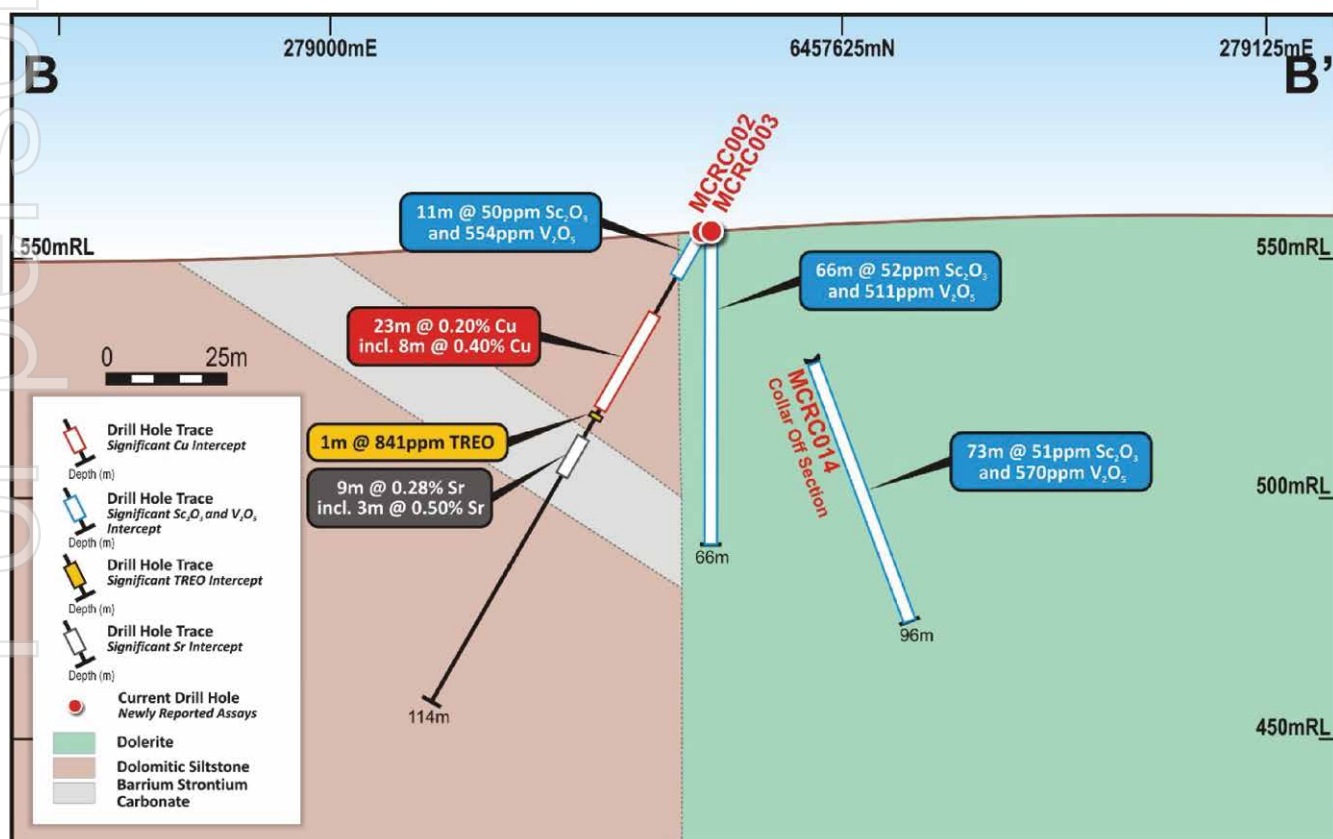 279000mE
6457625mN
279125mE
B
B'
MCRC002
MCRC003
11m @ 50ppm Sc₂O₃
and 554ppm V₂O₅
550mRL
550mRL
66m @ 52ppm Sc₂O₃
and 511ppm V₂O₅
23m @ 0.20% Cu
incl. 8m @ 0.40% Cu
0 25m
MCRC014
Collar Off Section
1m @ 841ppm TREO
73m @ 51ppm Sc₂O₃
and 570ppm V₂O₅
9m @ 0.28% Sr
incl. 3m @ 0.50% Sr
500mRL
66m
96m
114m
450mRL
Drill Hole Trace
Significant Cu Intercept
Depth (m)
Drill Hole Trace
Significant Sc₂O₃ and V₂O₅
Intercept
Depth (m)
Drill Hole Trace
Significant TREO Intercept
Depth (m)
Drill Hole Trace
Significant Sr Intercept
Depth (m)
Current Drill Hole
Newly Reported Assays
Dolerite
Dolomitic Siltstone
Barrium Strontium
Carbonate